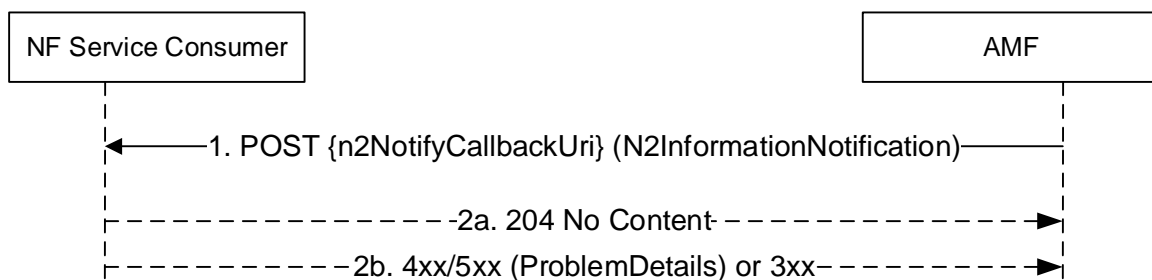 NF Service Consumer
AMF
1. POST {n2NotifyCallbackUri} (N2InformationNotification)
2a. 204 No Content
2b. 4xx/5xx (ProblemDetails) or 3xx